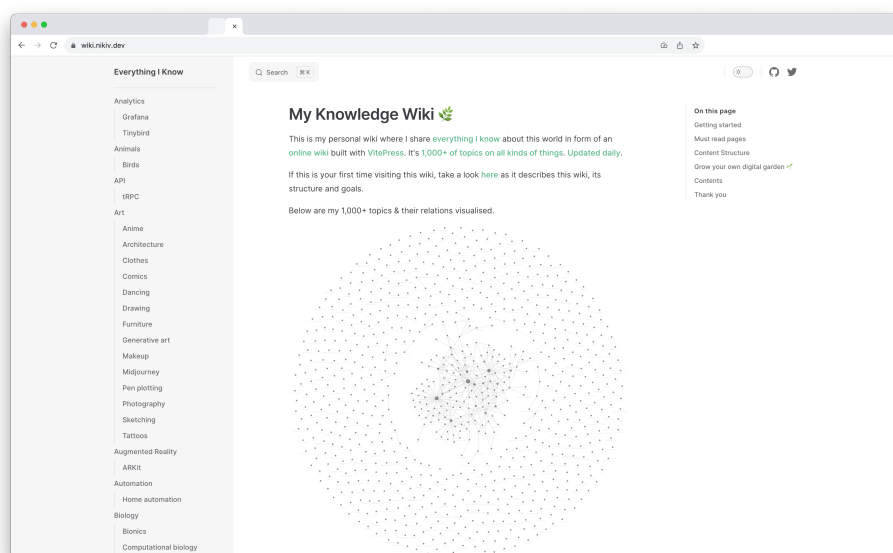 wiki.nikiv.dev
Everything I Know
Search ⌘ K
Analytics
Grafana
Tinybird
Animals
Birds
API
tRPC
Art
Anime
Architecture
Clothes
Comics
Dancing
Drawing
Furniture
Generative art
Makeup
Midjourney
Pen plotting
Photography
Sketching
Tattoos
Augmented Reality
ARKit
Automation
Home automation
Biology
Bionics
Computational biology
My Knowledge Wiki 🌿
This is my personal wiki where I share everything I know about this world in form of an
online wiki built with VitePress. It's 1,000+ of topics on all kinds of things. Updated daily.
If this is your first time visiting this wiki, take a look here as it describes this wiki, its
structure and goals.
Below are my 1,000+ topics & their relations visualised.
On this page
Getting started
Must read pages
Content Structure
Grow your own digital garden 🌱
Contents
Thank you